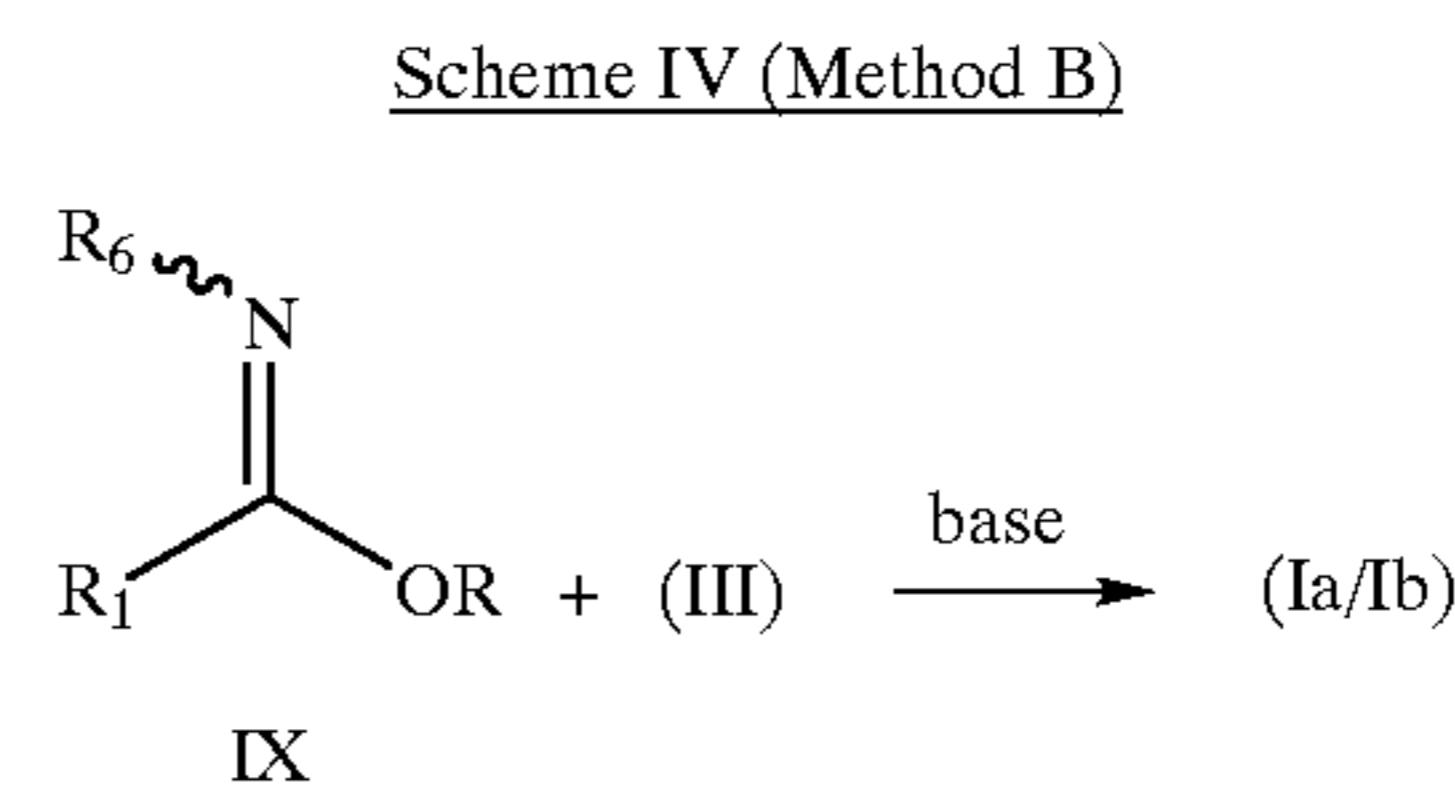 Scheme IV (Method B)
R6
N
base
R1 OR + (III) (Ia/Ib)
IX